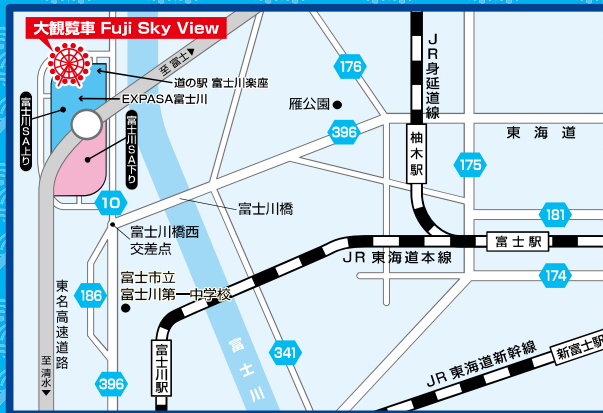 大観覧車 Fuji Sky View
至富士▶
道の駅 富士川楽座
EXPASA富士川
富士川SA上り
富士川SA下り
176
雁公園
396
JR身延道線
柚木駅
東海道
175
10
富士川橋
富士川橋西
交差点
181
富士駅
JR東海道本線
174
富士市立
富士川第一中学校
186
東名高速道路
至清水▼
富士川駅
富士川
341
396
JR東海道新幹線
新富士駅